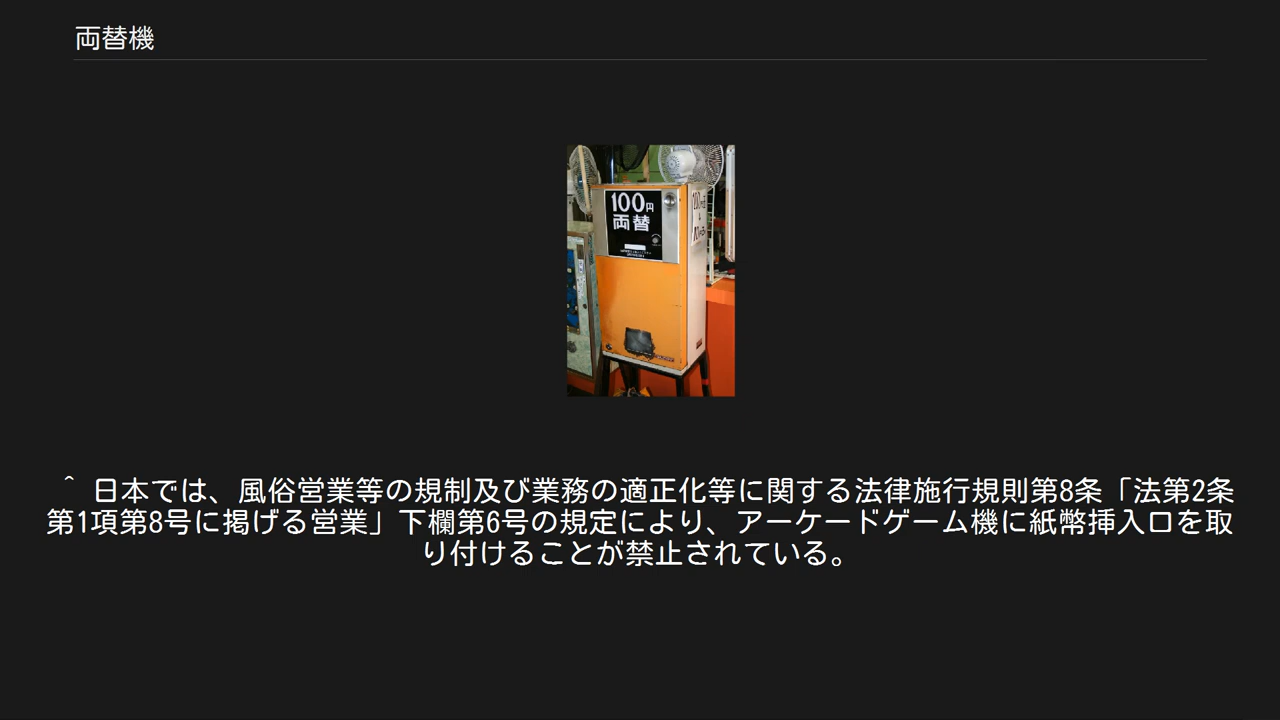 両替機
100円
両替
^ 日本では、風俗営業等の規制及び業務の適正化等に関する法律施行規則第8条「法第2条
第1項第8号に掲げる営業」下欄第6号の規定により、アーケードゲーム機に紙幣挿入口を取
り付けることが禁止されている。